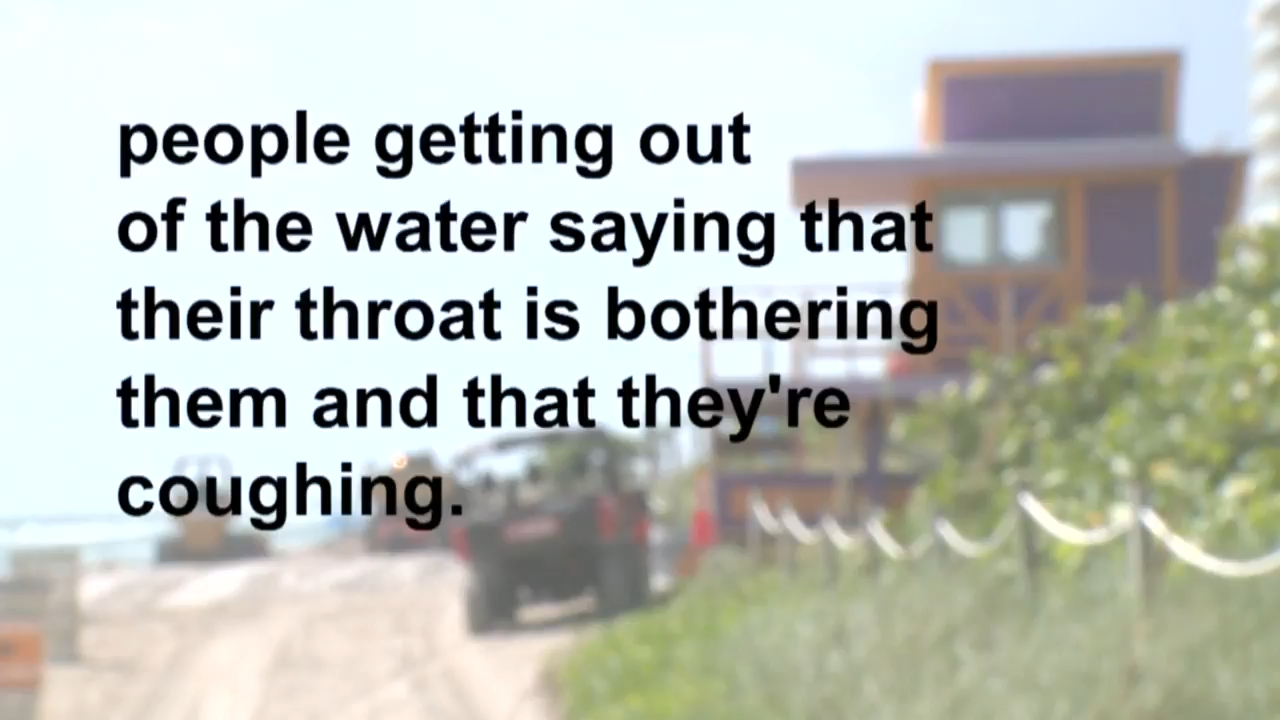 people getting out
of the water saying that
their throat is bothering
them and that they're
coughing.